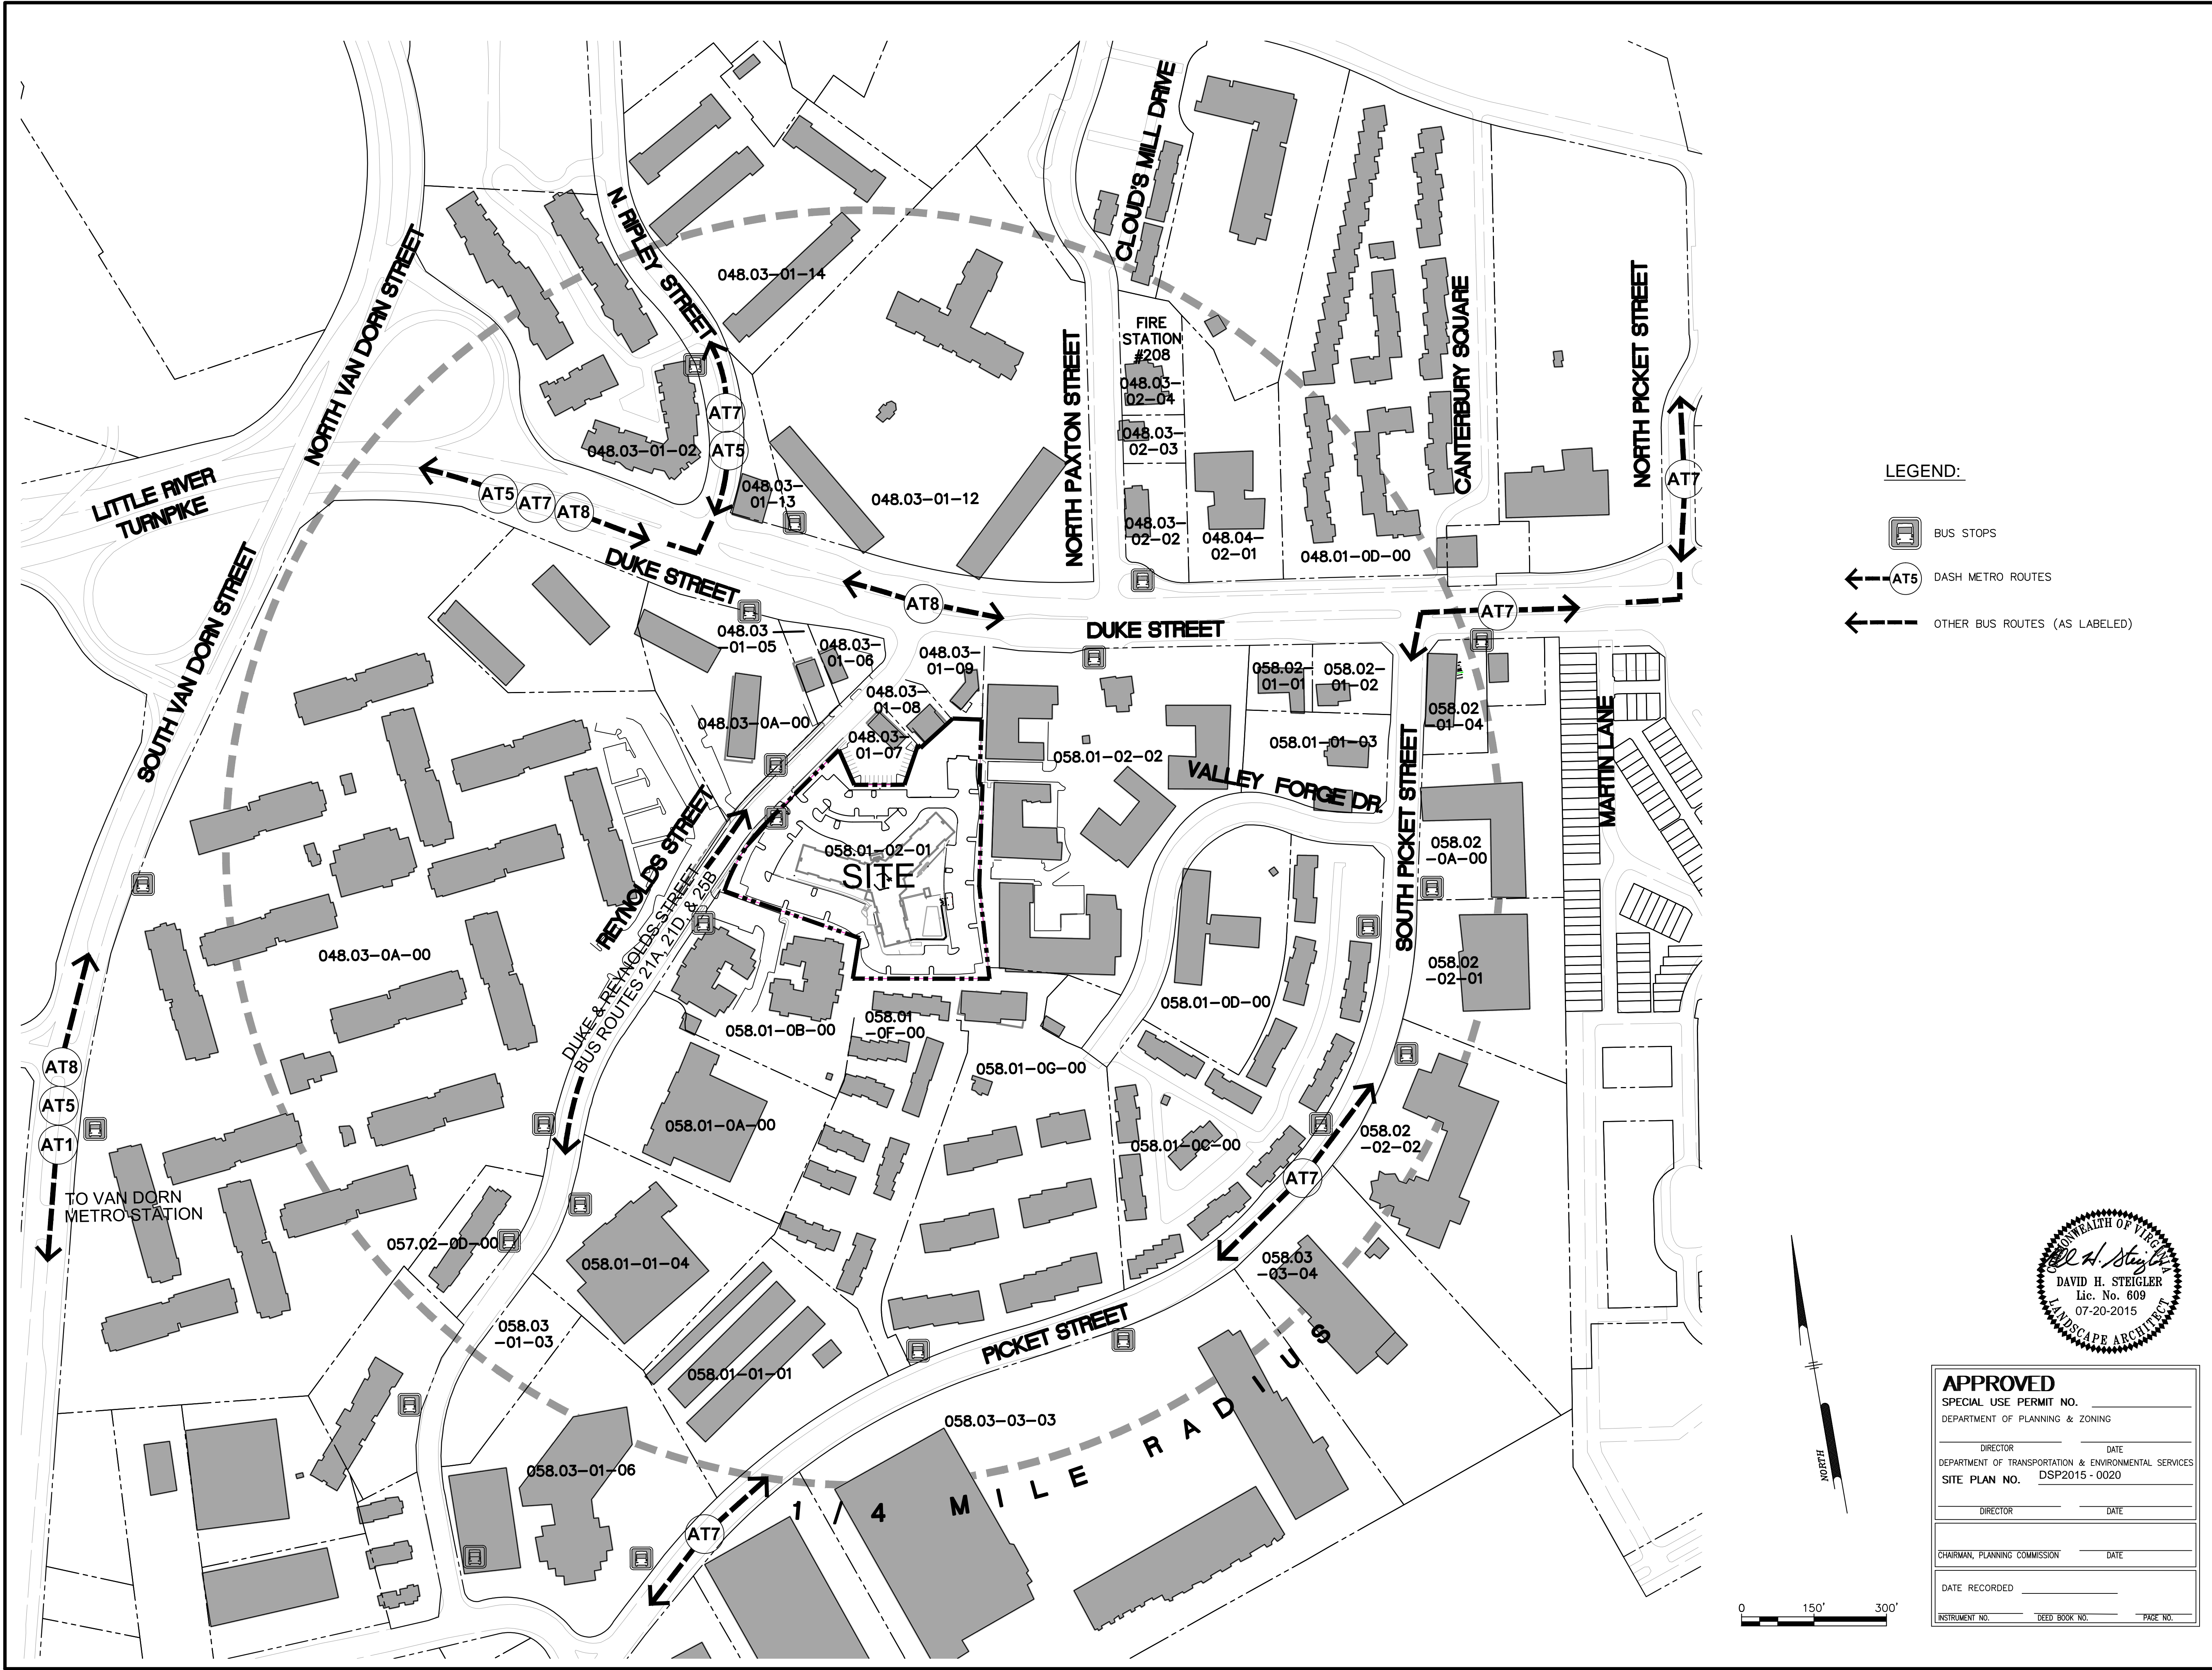 CLOUD'S MILL DRIVE
N. RIPLEY STREET
048.03-01-14
NORTH VAN DORN STREET
FIRE
STATION
#208
048.03-
02-04
048.03-
02-03
048.03-
02-02
048.04-
02-01
048.01-0D-00
NORTH PAXTON STREET
CANTERBURY SQUARE
NORTH PICKET STREET
AT7
AT7
AT5
048.03-01-02
048.03-
01-13
048.03-01-12
LITTLE RIVER
TURNPIKE
AT5
AT7
AT8
DUKE STREET
AT8
DUKE STREET
AT7
SOUTH VAN DORN STREET
048.03
-01-05
048.03-
01-06
048.03-
01-09
048.03-
01-08
048.03-0A-00
048.03-
01-07
058.01-02-02
058.02-
01-01
058.02-
01-02
058.02
-01-04
058.01-01-03
VALLEY FORGE DR.
SOUTH PICKET STREET
MARTIN LANE
REYNOLDS STREET
DUKE & REYNOLDS STREET
BUS ROUTES 21A, 21D, & 25B
058.01-02-01
SITE
058.02
-0A-00
048.03-0A-00
058.02
-02-01
058.01-0D-00
058.01-0B-00
058.01
-0F-00
058.01-0G-00
AT8
AT5
AT1
TO VAN DORN
METRO STATION
058.01-0A-00
058.01-0C-00
058.02
-02-02
AT7
057.02-0D-00
058.01-01-04
058.03
-03-04
058.03
-01-03
PICKET STREET
058.01-01-01
058.03-03-03
058.03-01-06
AT7
1/4 MILE RADIUS
LEGEND:
BUS STOPS
AT5
DASH METRO ROUTES
OTHER BUS ROUTES (AS LABELED)
NORTH
0 150' 300'
COMMONWEALTH OF VIRGINIA
DAVID H. STEIGLER
Lic. No. 609
07-20-2015
LANDSCAPE ARCHITECT
APPROVED
SPECIAL USE PERMIT NO.
DEPARTMENT OF PLANNING & ZONING
DIRECTOR DATE
DEPARTMENT OF TRANSPORTATION & ENVIRONMENTAL SERVICES
SITE PLAN NO. DSP2015 - 0020
DIRECTOR DATE
CHAIRMAN, PLANNING COMMISSION DATE
DATE RECORDED
INSTRUMENT NO. DEED BOOK NO. PAGE NO.